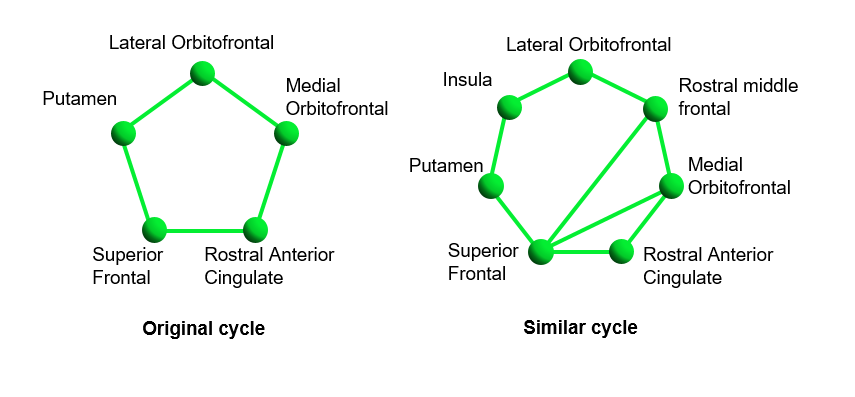 Lateral Orbitofrontal
Putamen
Medial
Orbitofrontal
Superior
Frontal
Rostral Anterior
Cingulate
Original cycle
Lateral Orbitofrontal
Insula
Rostral middle
frontal
Putamen
Medial
Orbitofrontal
Superior
Frontal
Rostral Anterior
Cingulate
Similar cycle